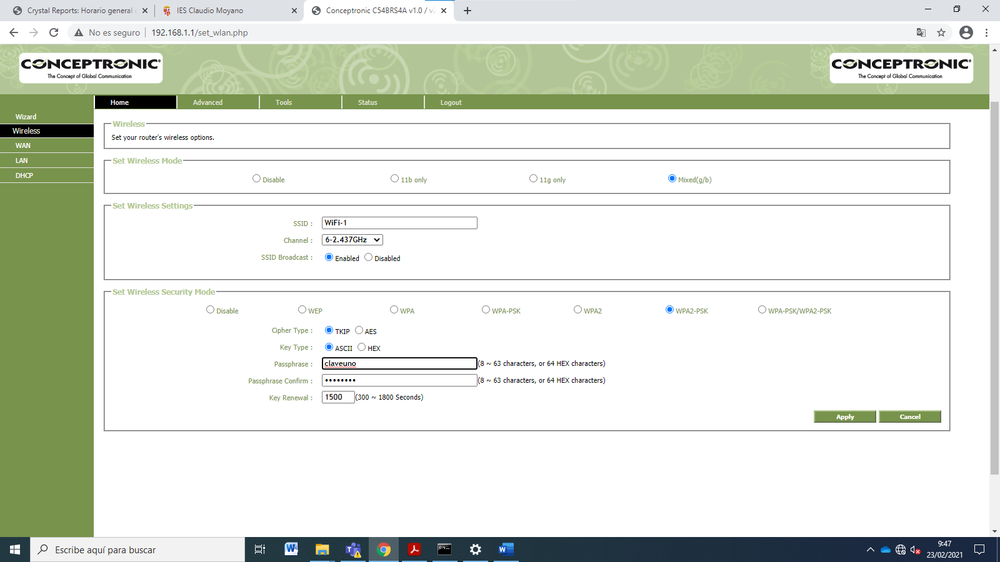 Crystal Reports: Horario general
IES Claudio Moyano
Conceptronic C54BRS4A v1.0 / v2
No es seguro
192.168.1.1/set_wlan.php
CONCEPTRONIC®
The Concept of Global Communication
CONCEPTRONIC®
The Concept of Global Communication
Home
Advanced
Tools
Status
Logout
Wizard
Wireless
WAN
LAN
DHCP
Wireless
Set your router's wireless options.
Set Wireless Mode
Disable
11b only
11g only
Mixed(g/b)
Set Wireless Settings
SSID : WiFi-1
Channel : 6-2.437GHz
SSID Broadcast : Enabled Disabled
Set Wireless Security Mode
Disable
WEP
WPA
WPA-PSK
WPA2
WPA2-PSK
WPA-PSK/WPA2-PSK
Cipher Type : TKIP AES
Key Type : ASCII HEX
Passphrase : claveuno (8 ~ 63 characters, or 64 HEX characters)
Passphrase Confirm : •••••••• (8 ~ 63 characters, or 64 HEX characters)
Key Renewal : 1500 (300 ~ 1800 Seconds)
Apply
Cancel
Escribe aquí para buscar
9:47
23/02/2021